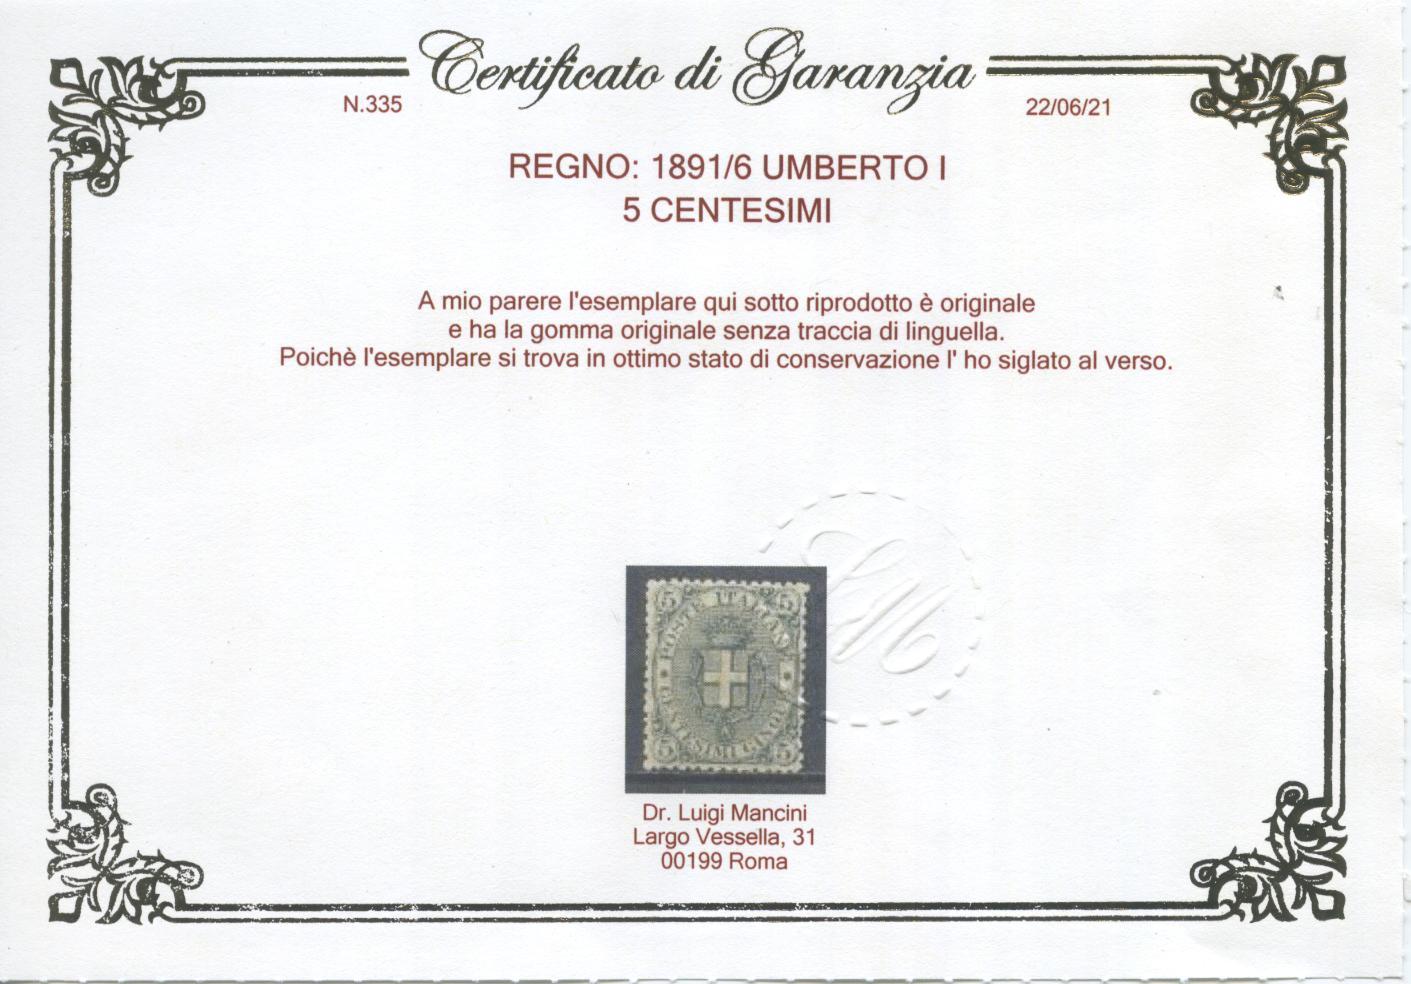 Certificato di Garanzia
N.335
22/06/21
REGNO: 1891/6 UMBERTO I
5 CENTESIMI
A mio parere l'esemplare qui sotto riprodotto è originale
e ha la gomma originale senza traccia di linguella.
Poichè l'esemplare si trova in ottimo stato di conservazione l' ho siglato al verso.
5 5
POSTE ITALIANE
CENTESIMI CINQUE
5 5
LM
Dr. Luigi Mancini
Largo Vessella, 31
00199 Roma